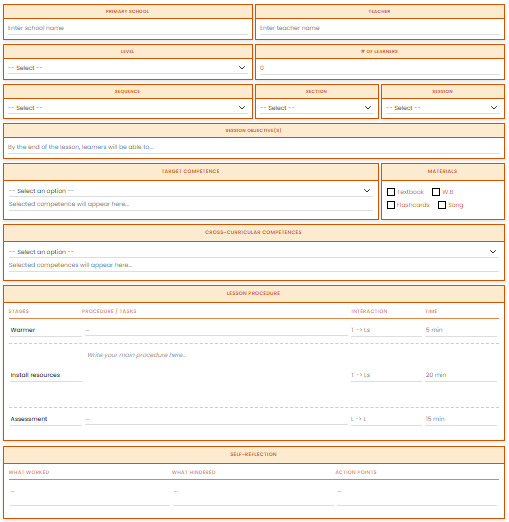 PRIMARY SCHOOL
TEACHER
Enter school name
Enter teacher name
LEVEL
# OF LEARNERS
-- Select --
0
SEQUENCE
SECTION
SESSION
-- Select --
-- Select --
-- Select --
SESSION OBJECTIVE(S)
By the end of the lesson, learners will be able to...
TARGET COMPETENCE
MATERIALS
-- Select an option --
Textbook
W.B
Selected competence will appear here...
Flashcards
Song
CROSS-CURRICULAR COMPETENCES
-- Select an option --
Selected competences will appear here...
LESSON PROCEDURE
STAGES
PROCEDURE / TASKS
INTERACTION
TIME
Warmer
...
T -> Ls
5 min
Write your main procedure here...
Install resources
T -> Ls
20 min
Assessment
...
L - L
15 min
SELF-REFLECTION
WHAT WORKED
WHAT HINDERED
ACTION POINTS
...
...
...